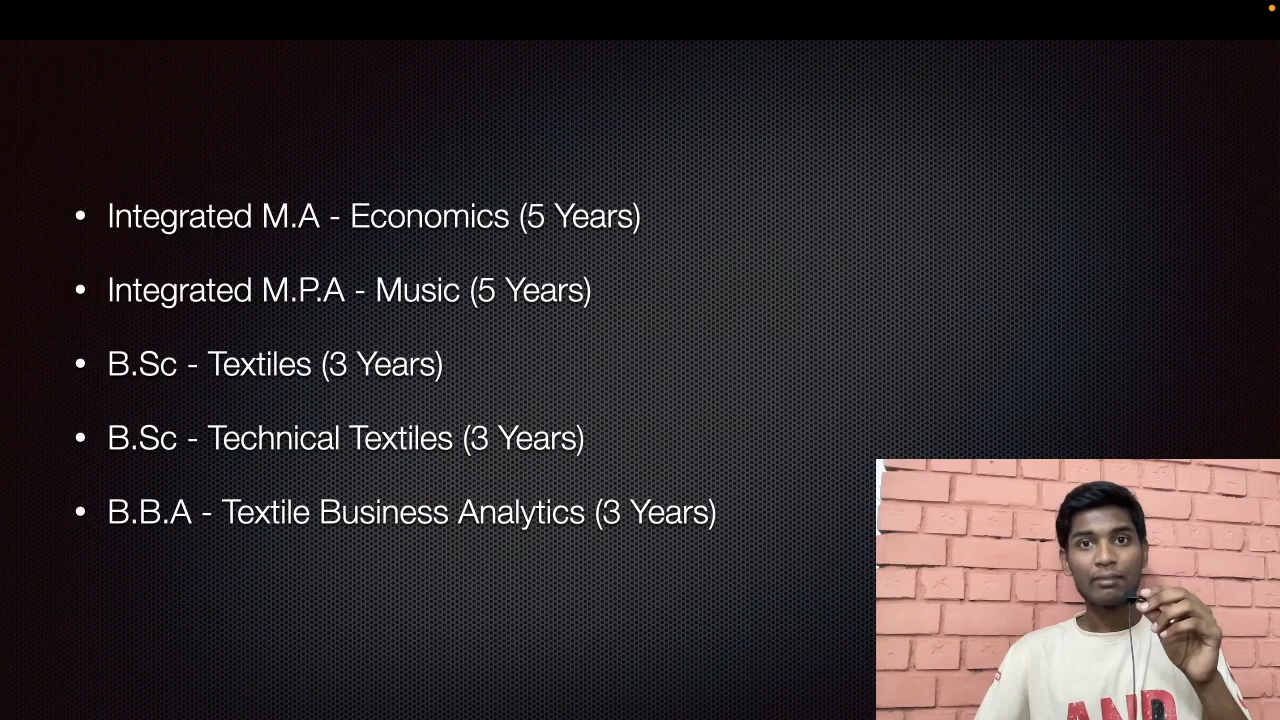 • Integrated M.A - Economics (5 Years)
• Integrated M.P.A - Music (5 Years)
• B.Sc - Textiles (3 Years)
• B.Sc - Technical Textiles (3 Years)
• B.B.A - Textile Business Analytics (3 Years)
AND